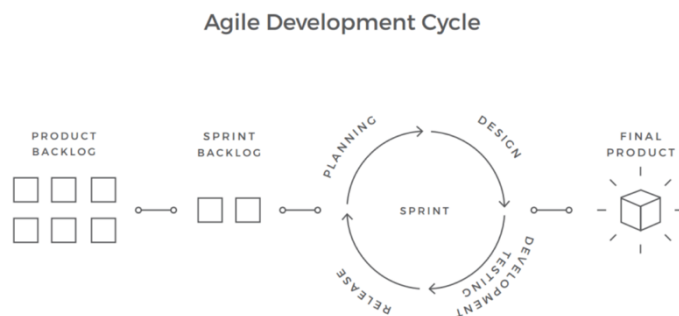 Agile Development Cycle
PRODUCT
BACKLOG
SPRINT
BACKLOG
PLANNING
DESIGN
SPRINT
DEVELOPMENT
TESTING
RELEASE
FINAL
PRODUCT